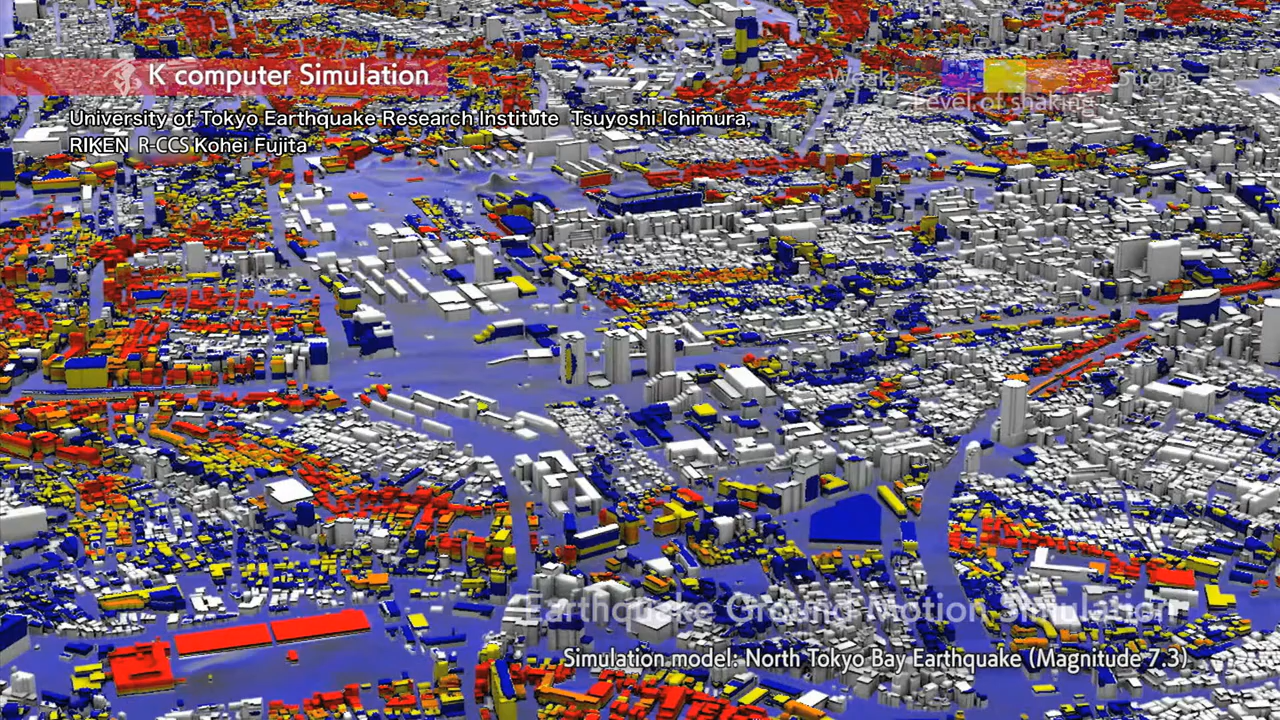 K computer Simulation
Weak
Strong
Level of shaking
University of Tokyo Earthquake Research Institute Tsuyoshi Ichimura,
RIKEN R-CCS Kohei Fujita
Earthquake Ground Motion Simulation
Simulation model: North Tokyo Bay Earthquake (Magnitude 7.3)